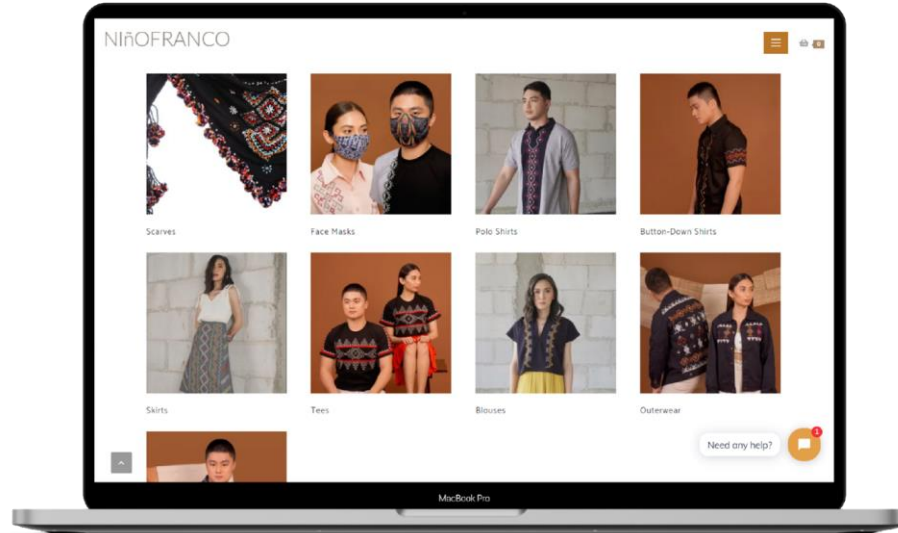 NIñOFRANCO
0
Scarves
Face Masks
Polo Shirts
Button-Down Shirts
Skirts
Tees
Blouses
Outerwear
Need any help?
1
MacBook Pro